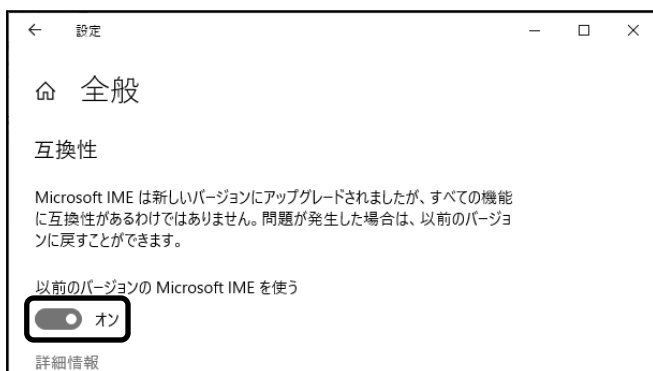 設定
全般
互換性
Microsoft IME は新しいバージョンにアップグレードされましたが、すべての機能
に互換性があるわけではありません。問題が発生した場合は、以前のバージョ
ンに戻すことができます。
以前のバージョンの Microsoft IME を使う
オン
詳細情報